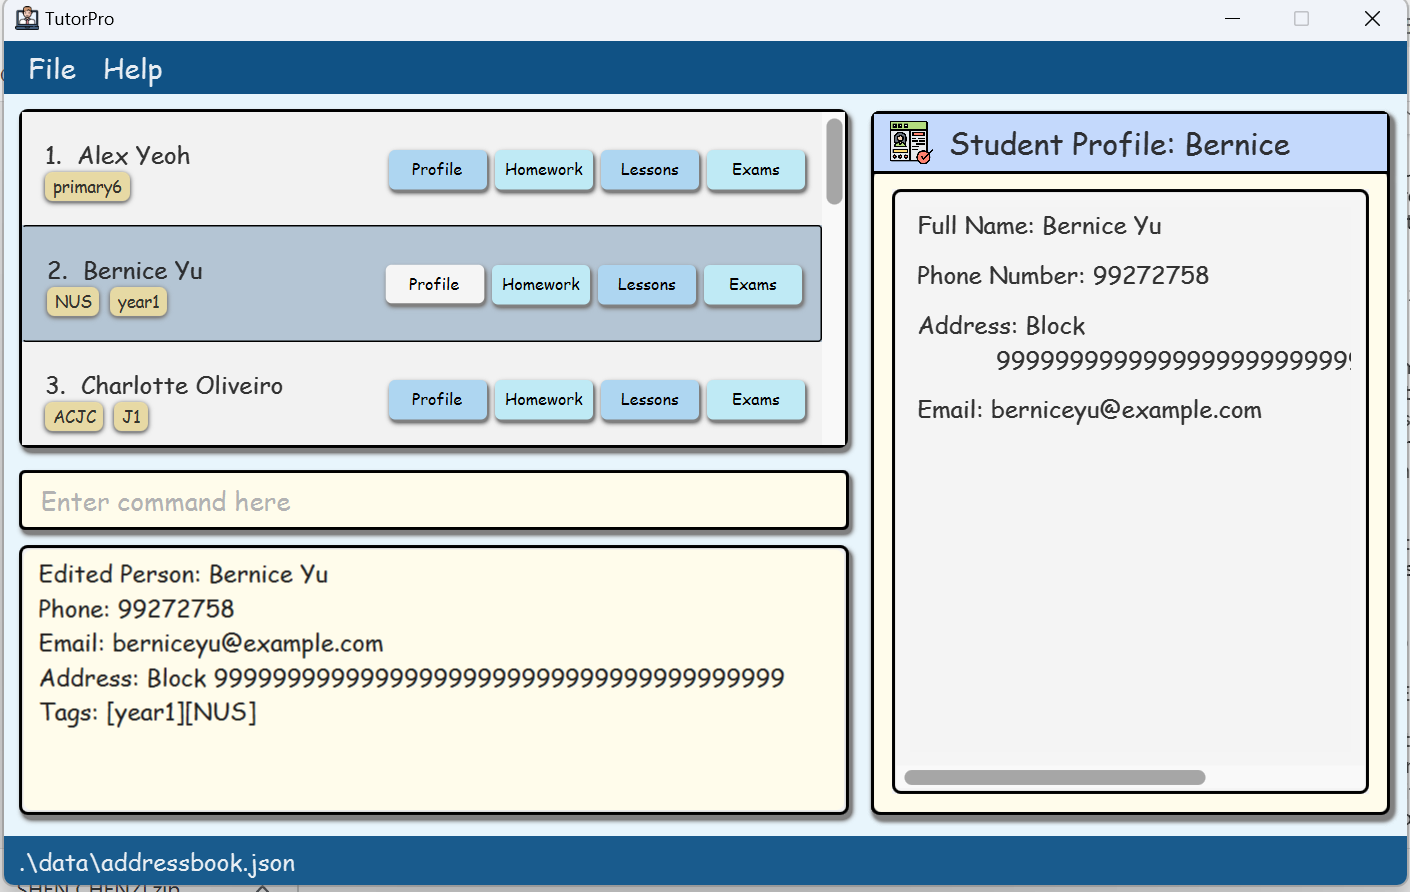 TutorPro
File Help
1. Alex Yeoh
primary6
Profile Homework Lessons Exams
2. Bernice Yu
NUS year1
Profile Homework Lessons Exams
3. Charlotte Oliveiro
ACJC J1
Profile Homework Lessons Exams
Enter command here
Edited Person: Bernice Yu
Phone: 99272758
Email: berniceyu@example.com
Address: Block 999999999999999999999999999999999999999
Tags: [year1][NUS]
Student Profile: Bernice
Full Name: Bernice Yu
Phone Number: 99272758
Address: Block
999999999999999999999999
Email: berniceyu@example.com
.\data\addressbook.json